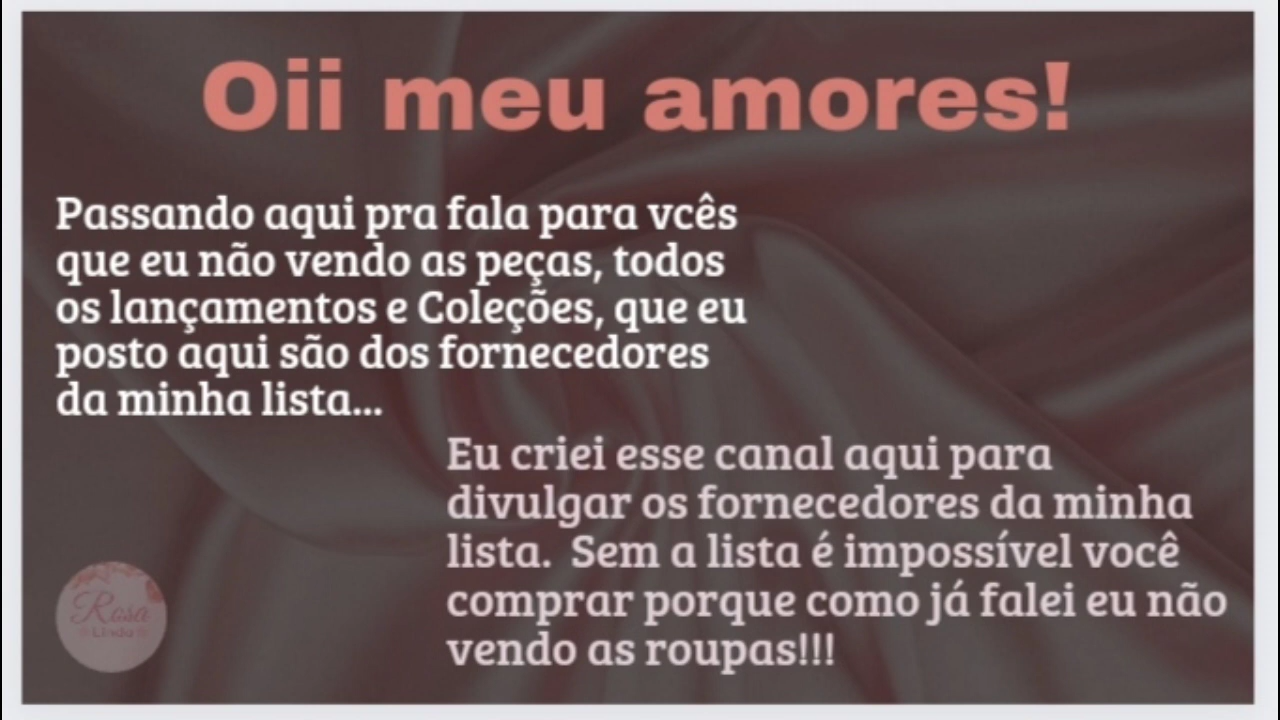 Oii meu amores!
Passando aqui pra fala para vcês
que eu não vendo as peças, todos
os lançamentos e Coleções, que eu
posto aqui são dos fornecedores
da minha lista...
Eu criei esse canal aqui para
divulgar os fornecedores da minha
lista.  Sem a lista é impossível você
comprar porque como já falei eu não
vendo as roupas!!!
Rosa
Linda